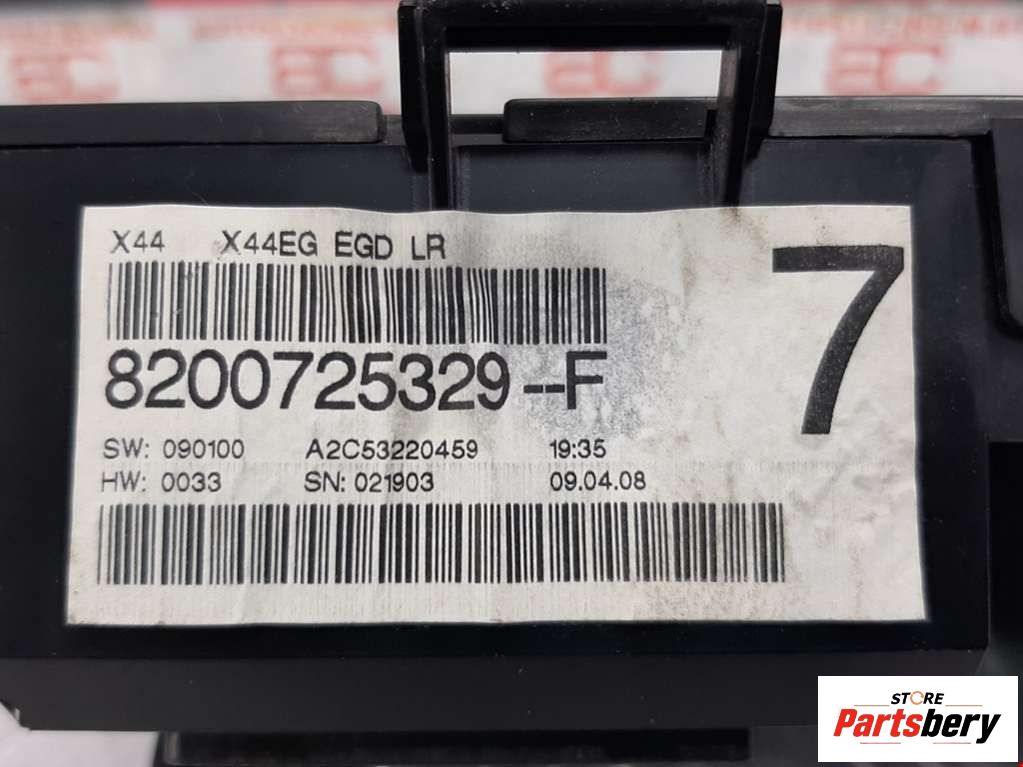 X44 X44EG EGD LR
7
8200725329--F
SW: 090100 A2C53220459 19:35
HW: 0033 SN: 021903 09.04.08
STORE
Partsbery